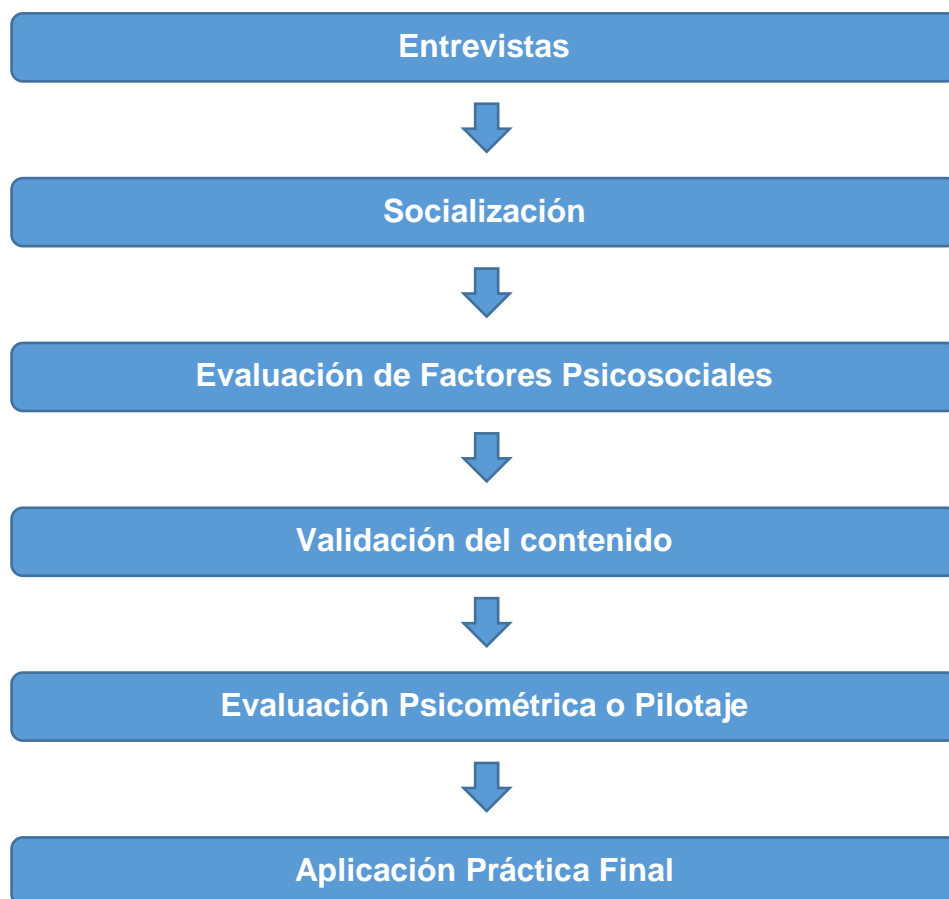 Entrevistas
Socialización
Evaluación de Factores Psicosociales
Validación del contenido
Evaluación Psicométrica o Pilotaje
Aplicación Práctica Final